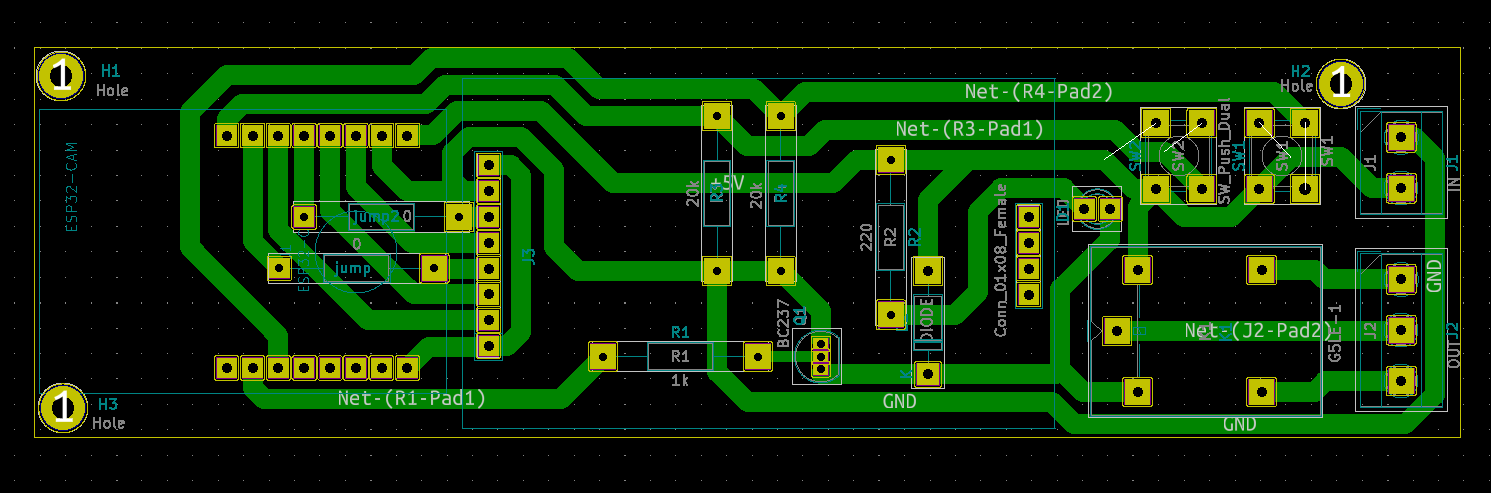 1
H1
Hole
H2
Hole
1
Net-(R4-Pad2)
Net-(R3-Pad1)
SW2
SW2
SW_Push_Dual
SW1
SW1
SW1
J1
J1
IN
ESP32-CAM
jump2
0
0
jump
J3
20k
R3
+5V
20k
R4
220
R2
R2
Conn_01x08_Female
LED
BC237
Q1
DIODE
K
R1
R1
1k
GND
Net-(J2-Pad2)
G5LE-1
J2
J2
OUT
1
H3
Hole
Net-(R1-Pad1)
GND
GND